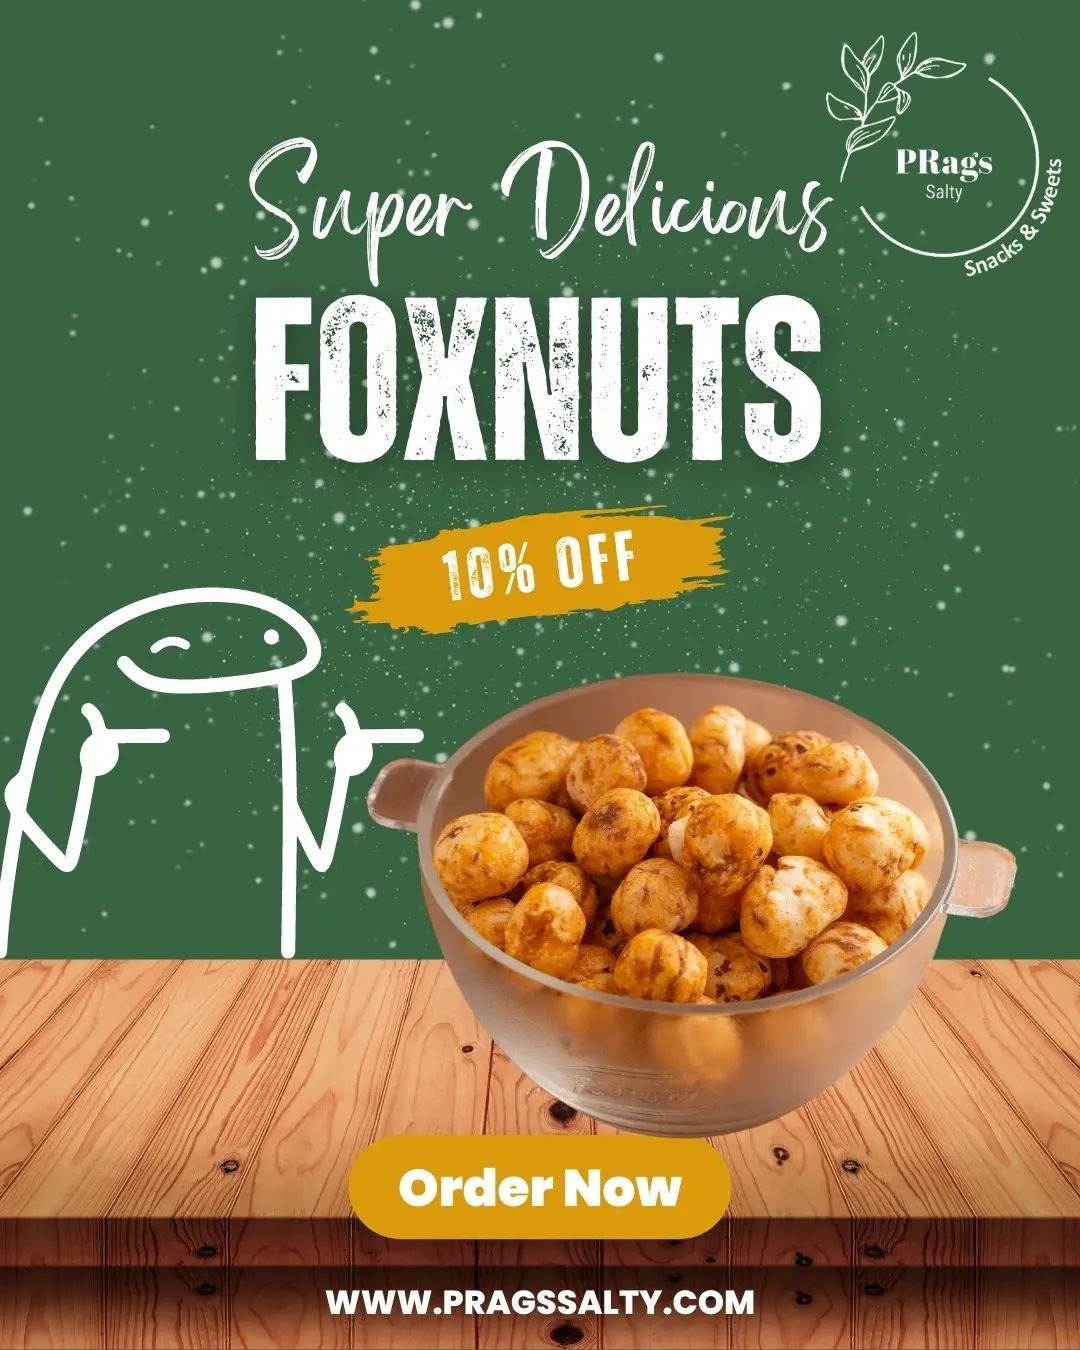 PRags
Salty
Snacks & Sweets
Super Delicious
FOXNUTS
10% OFF
Order Now
WWW.PRAGSSALTY.COM